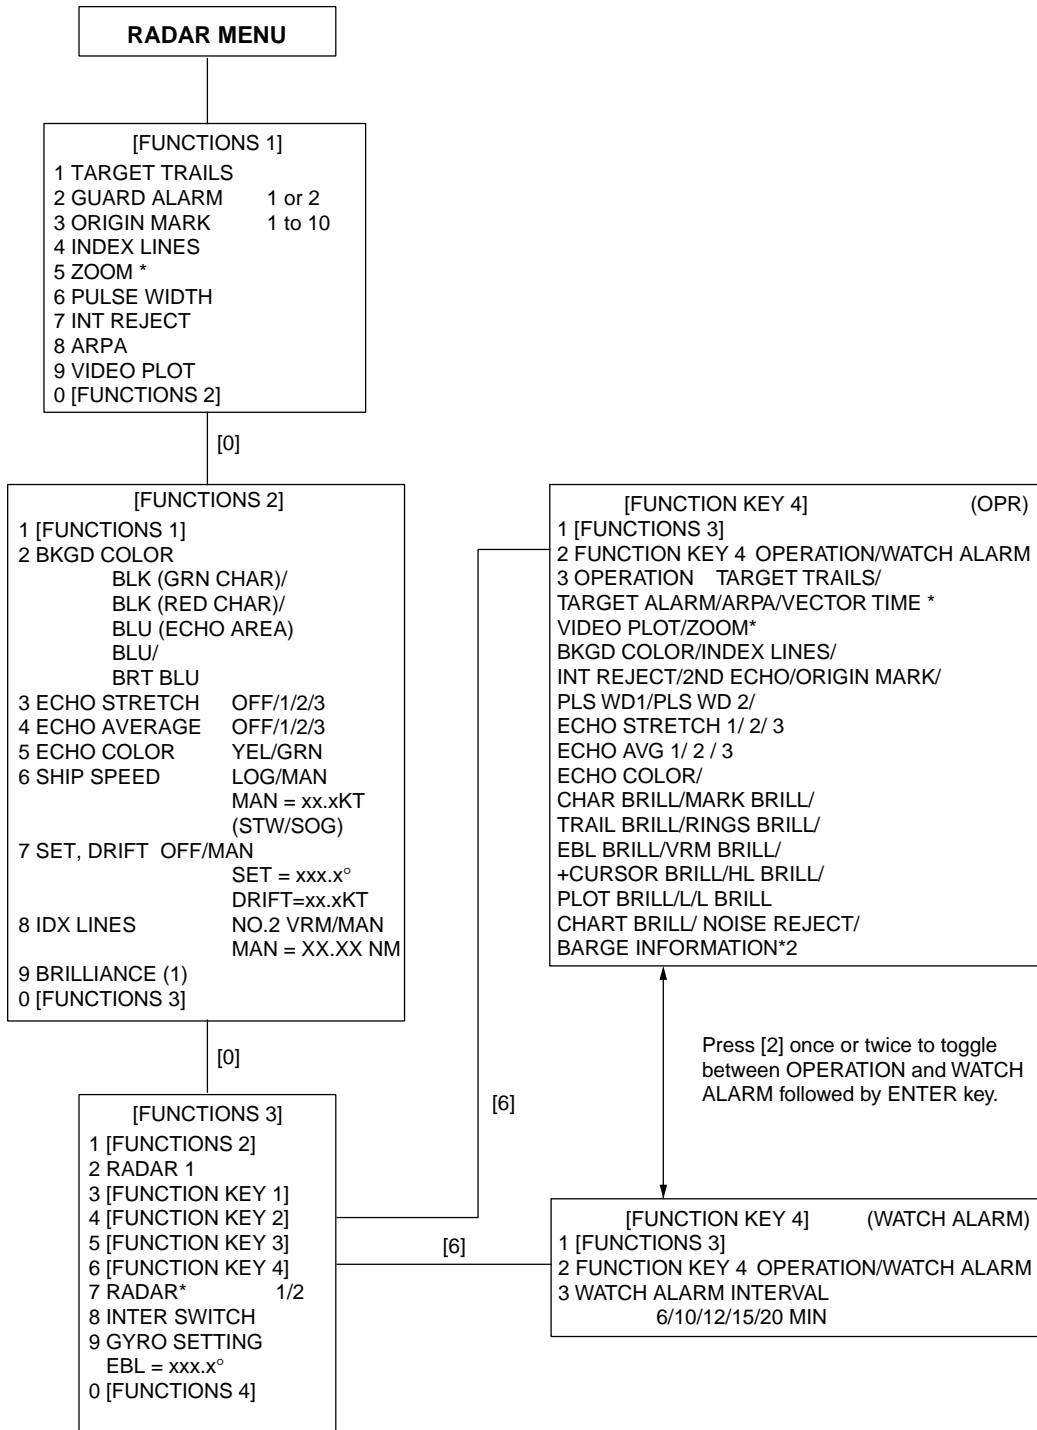 RADAR MENU
[FUNCTIONS 1]
1 TARGET TRAILS
2 GUARD ALARM 1 or 2
3 ORIGIN MARK 1 to 10
4 INDEX LINES
5 ZOOM *
6 PULSE WIDTH
7 INT REJECT
8 ARPA
9 VIDEO PLOT
0 [FUNCTIONS 2]
[0]
[FUNCTIONS 2]
1 [FUNCTIONS 1]
2 BKGD COLOR
BLK (GRN CHAR)/
BLK (RED CHAR)/
BLU (ECHO AREA)
BLU/
BRT BLU
3 ECHO STRETCH OFF/1/2/3
4 ECHO AVERAGE OFF/1/2/3
5 ECHO COLOR YEL/GRN
6 SHIP SPEED LOG/MAN
MAN = xx.xKT
(STW/SOG)
7 SET, DRIFT OFF/MAN
SET = xxx.x°
DRIFT=xx.xKT
8 IDX LINES NO.2 VRM/MAN
MAN = XX.XX NM
9 BRILLIANCE (1)
0 [FUNCTIONS 3]
[0]
[FUNCTIONS 3]
1 [FUNCTIONS 2]
2 RADAR 1
3 [FUNCTION KEY 1]
4 [FUNCTION KEY 2]
5 [FUNCTION KEY 3]
6 [FUNCTION KEY 4]
7 RADAR* 1/2
8 INTER SWITCH
9 GYRO SETTING
EBL = xxx.x°
0 [FUNCTIONS 4]
[6]
[6]
[FUNCTION KEY 4] (OPR)
1 [FUNCTIONS 3]
2 FUNCTION KEY 4 OPERATION/WATCH ALARM
3 OPERATION TARGET TRAILS/
TARGET ALARM/ARPA/VECTOR TIME *
VIDEO PLOT/ZOOM*
BKGD COLOR/INDEX LINES/
INT REJECT/2ND ECHO/ORIGIN MARK/
PLS WD1/PLS WD 2/
ECHO STRETCH 1/ 2/ 3
ECHO AVG 1/ 2 / 3
ECHO COLOR/
CHAR BRILL/MARK BRILL/
TRAIL BRILL/RINGS BRILL/
EBL BRILL/VRM BRILL/
+CURSOR BRILL/HL BRILL/
PLOT BRILL/L/L BRILL
CHART BRILL/ NOISE REJECT/
BARGE INFORMATION*2
Press [2] once or twice to toggle
between OPERATION and WATCH
ALARM followed by ENTER key.
[FUNCTION KEY 4] (WATCH ALARM)
1 [FUNCTIONS 3]
2 FUNCTION KEY 4 OPERATION/WATCH ALARM
3 WATCH ALARM INTERVAL
6/10/12/15/20 MIN